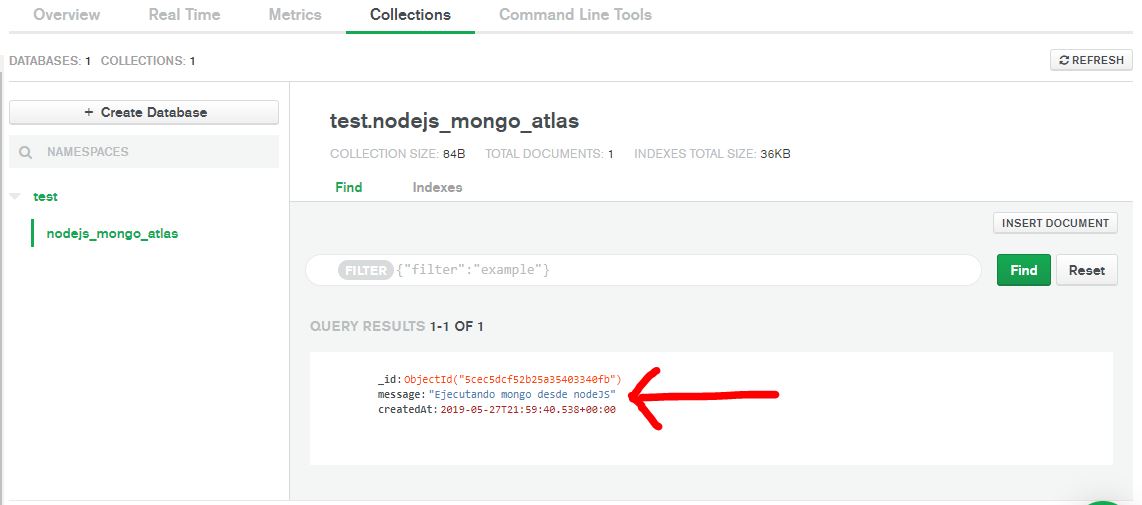 Overview Real Time Metrics Collections Command Line Tools
DATABASES: 1 COLLECTIONS: 1
REFRESH
+ Create Database
NAMESPACES
test
nodejs_mongo_atlas
test.nodejs_mongo_atlas
COLLECTION SIZE: 84B TOTAL DOCUMENTS: 1 INDEXES TOTAL SIZE: 36KB
Find Indexes
INSERT DOCUMENT
FILTER {"filter":"example"}
Find Reset
QUERY RESULTS 1-1 OF 1
_id: ObjectId("5cec5dcf52b25a35403340fb")
message: "Ejecutando mongo desde nodeJS"
createdAt: 2019-05-27T21:59:40.538+00:00